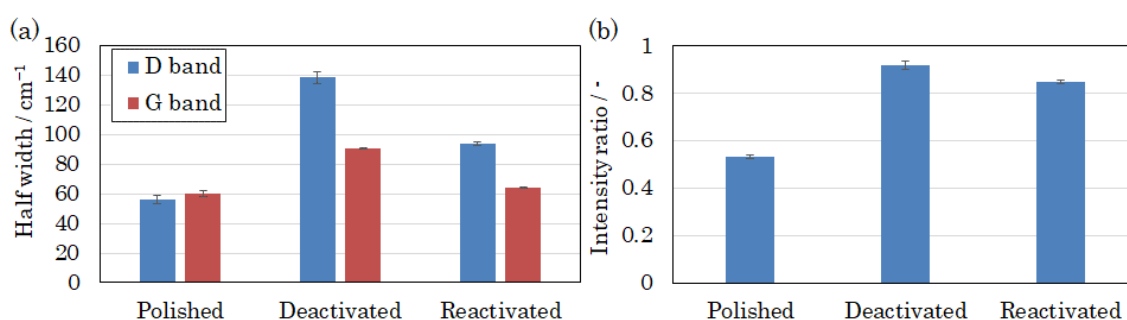 (a)
Half width / cm⁻¹
160
140
120
100
80
60
40
20
0
D band
G band
Polished Deactivated Reactivated
(b)
Intensity ratio / -
1
0.8
0.6
0.4
0.2
0
Polished Deactivated Reactivated